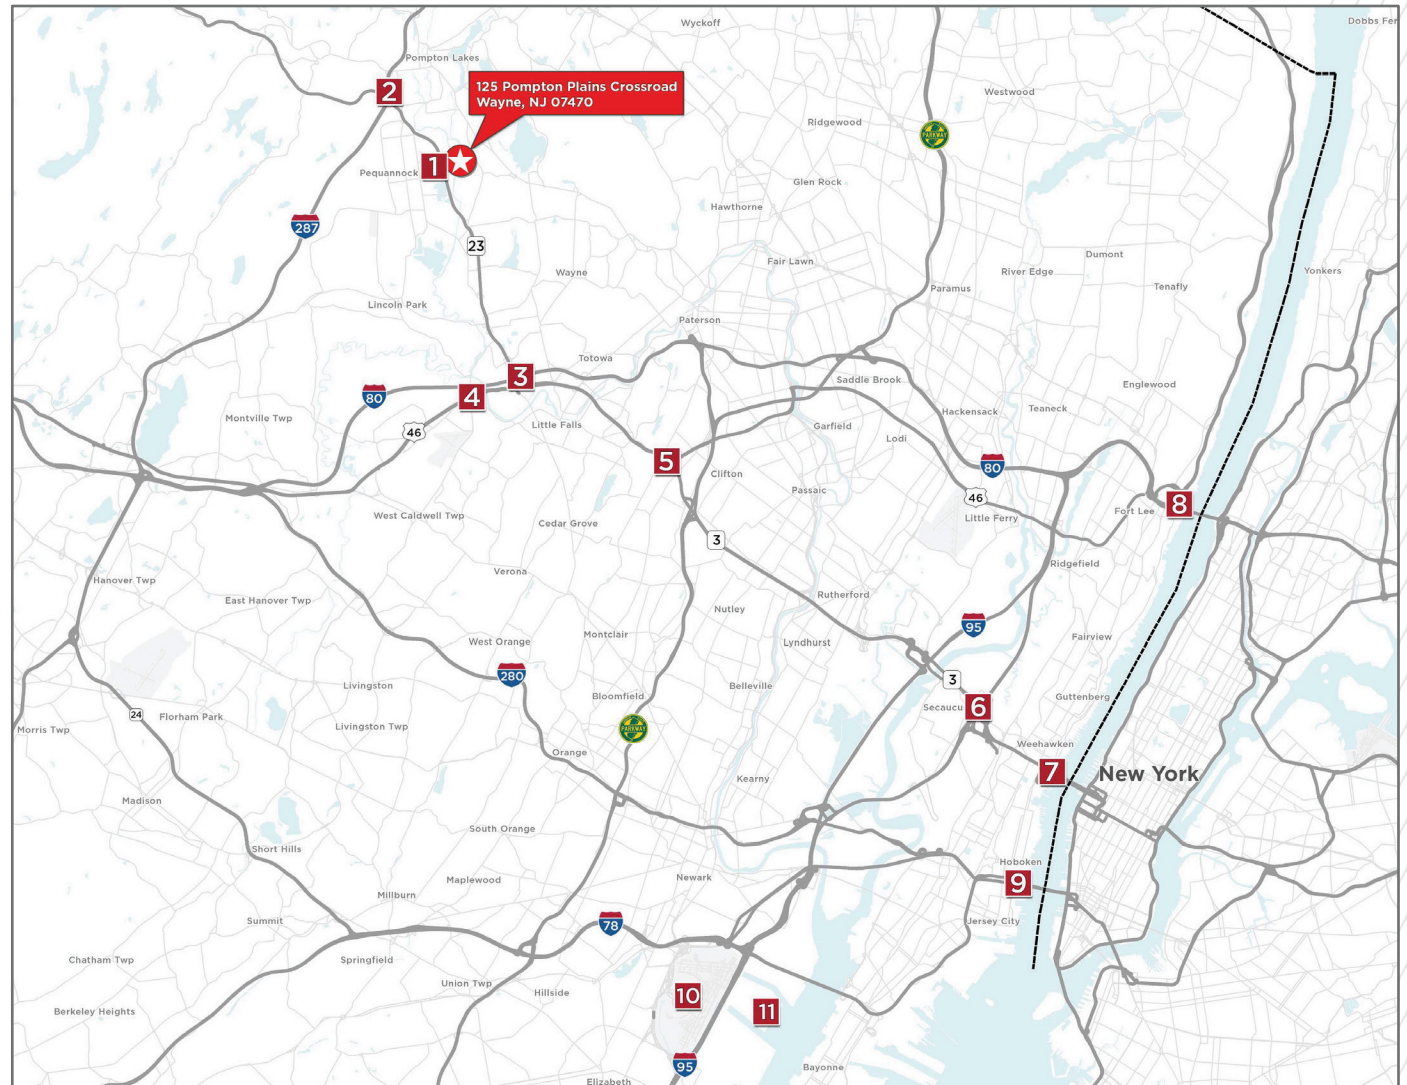 Wyckoff
Dobbs Fer
Pompton Lakes
2
125 Pompton Plains Crossroad
Wayne, NJ 07470
Westwood
Ridgewood
PARKWAY
1
Pequannock
Glen Rock
Hawthorne
287
23
Wayne
Fair Lawn
River Edge
Dumont
Tenafly
Yonkers
Paramus
Lincoln Park
Paterson
Totowa
3
4
80
Saddle Brook
Englewood
Montville Twp
46
Little Falls
Garfield
Hackensack
Teaneck
Lodi
5
Clifton
80
Passaic
46
8
Fort Lee
West Caldwell Twp
Cedar Grove
Little Ferry
3
Hanover Twp
Verona
Ridgefield
East Hanover Twp
Rutherford
Nutley
95
West Orange
Montclair
Lyndhurst
Fairview
280
Livingston
Bloomfield
Belleville
3
Guttenberg
24
Florham Park
Secaucu
6
Morris Twp
Livingston Twp
PARKWAY
Orange
Weehawken
7
New York
Kearny
Madison
South Orange
Short Hills
Hoboken
Maplewood
Newark
9
Millburn
Summit
78
Jersey City
Chatham Twp
Springfield
Union Twp
Hillside
10
11
Berkeley Heights
95
Bayonne
Elizabeth